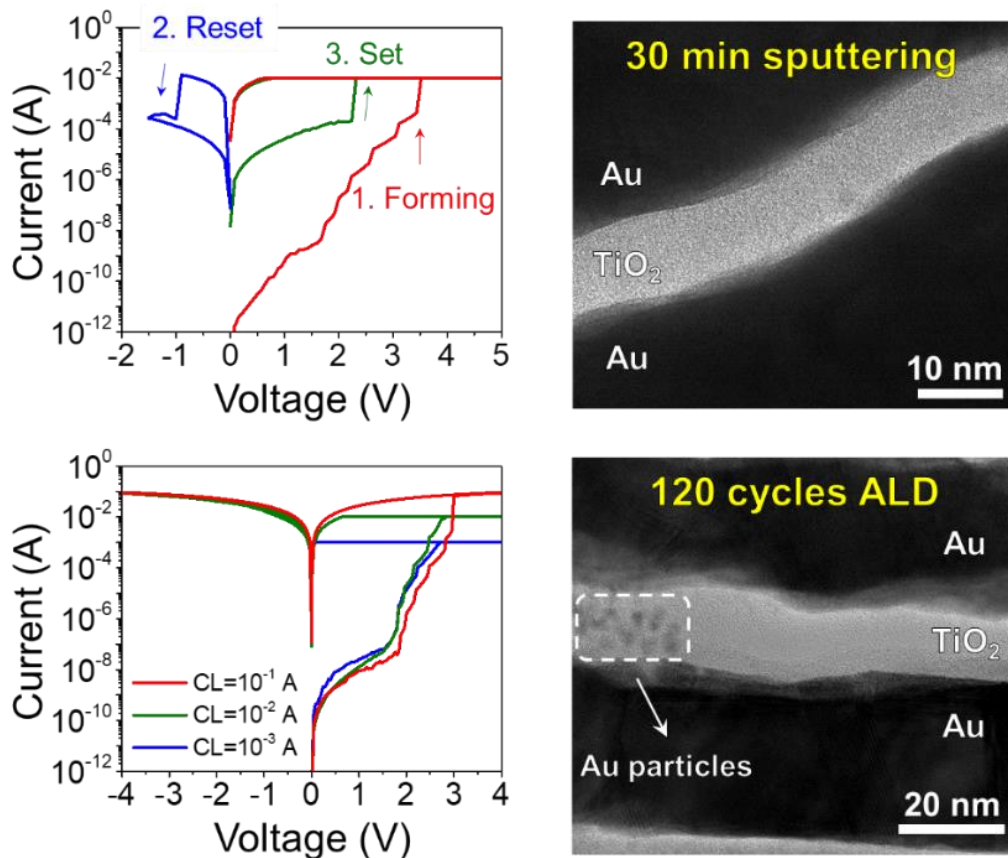 2. Reset
3. Set
1. Forming
Current (A)
10⁰
10⁻²
10⁻⁴
10⁻⁶
10⁻⁸
10⁻¹⁰
10⁻¹²
-2 -1 0 1 2 3 4 5
Voltage (V)
30 min sputtering
Au
TiO₂
Au
10 nm
Current (A)
10⁰
10⁻²
10⁻⁴
10⁻⁶
10⁻⁸
10⁻¹⁰
10⁻¹²
CL=10⁻¹ A
CL=10⁻² A
CL=10⁻³ A
-4 -3 -2 -1 0 1 2 3 4
Voltage (V)
120 cycles ALD
Au
TiO₂
Au
Au particles
20 nm